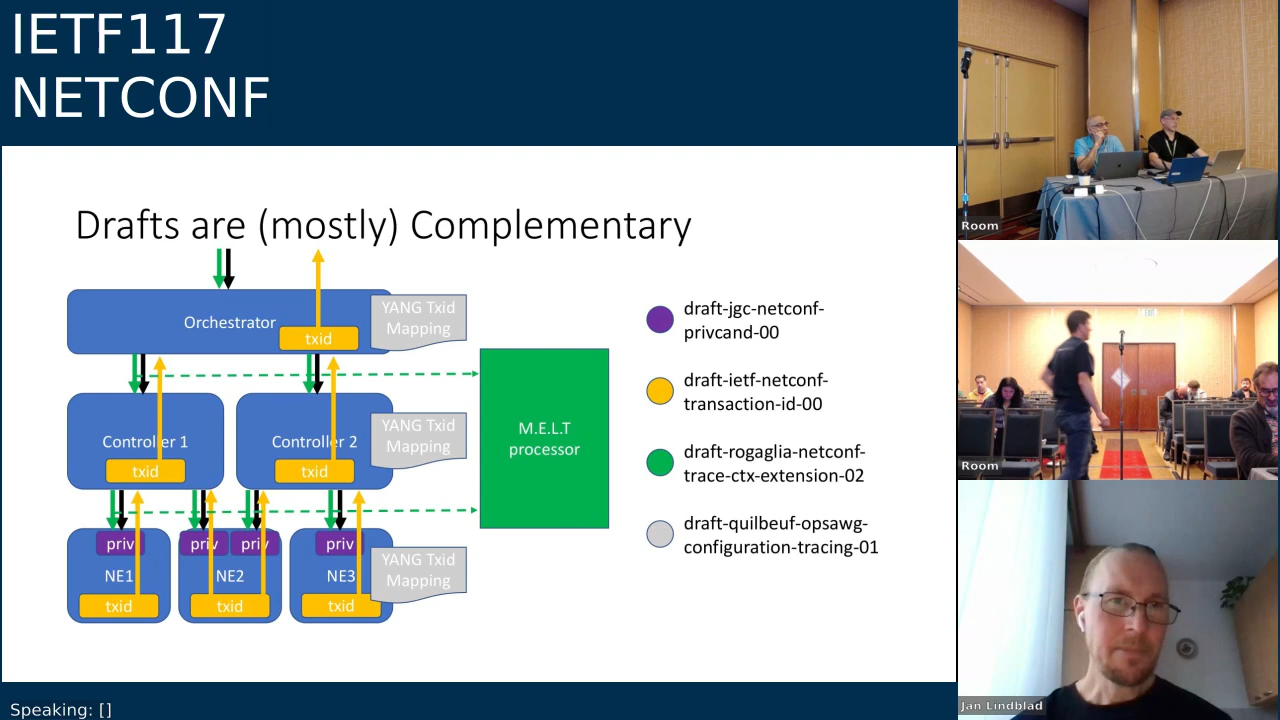 IETF117
NETCONF
Drafts are (mostly) Complementary
Orchestrator
txid
YANG Txid
Mapping
Controller 1
txid
Controller 2
txid
YANG Txid
Mapping
M.E.L.T
processor
priv
NE1
txid
priv
priv
NE2
txid
priv
NE3
txid
YANG Txid
Mapping
draft-jgc-netconf-
privcand-00
draft-ietf-netconf-
transaction-id-00
draft-rogaglia-netconf-
trace-ctx-extension-02
draft-quilbeuf-opsawg-
configuration-tracing-01
Speaking: []
Room
Room
Jan Lindblad